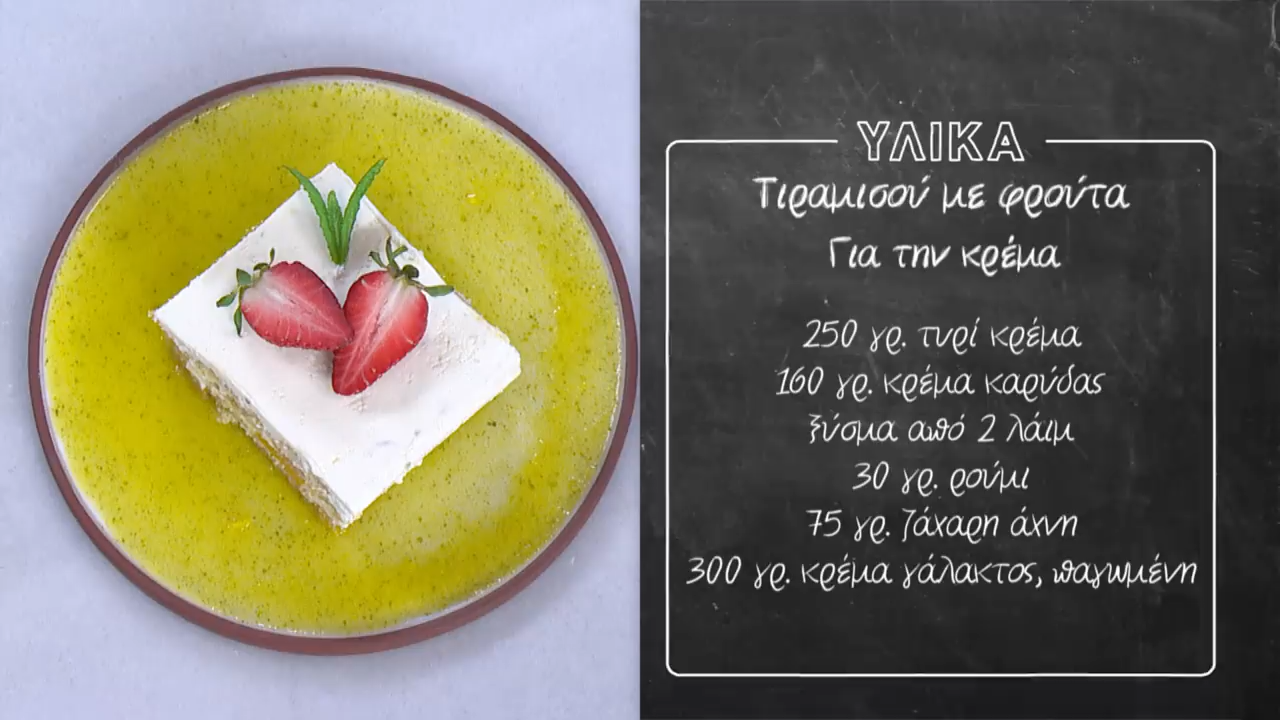 ΥΛΙΚΑ
Τιραμισού με φρούτα
Για την κρέμα
250 γρ. τυρί κρέμα
160 γρ. κρέμα καρύδας
ξύσμα από 2 λάιμ
30 γρ. ρούμι
75 γρ. ζάχαρη άχνη
300 γρ. κρέμα γάλακτος, παγωμένη